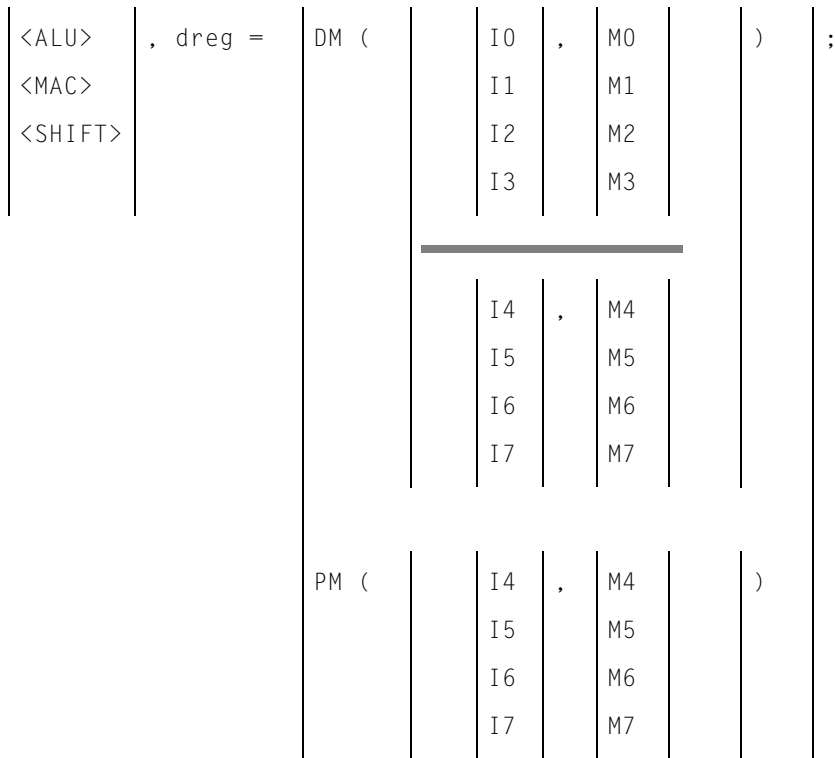 <ALU> , dreg = DM ( I0 , M0 ) ;
<MAC> I1 M1
<SHIFT> I2 M2
I3 M3
I4 , M4
I5 M5
I6 M6
I7 M7
PM ( I4 , M4 )
I5 M5
I6 M6
I7 M7